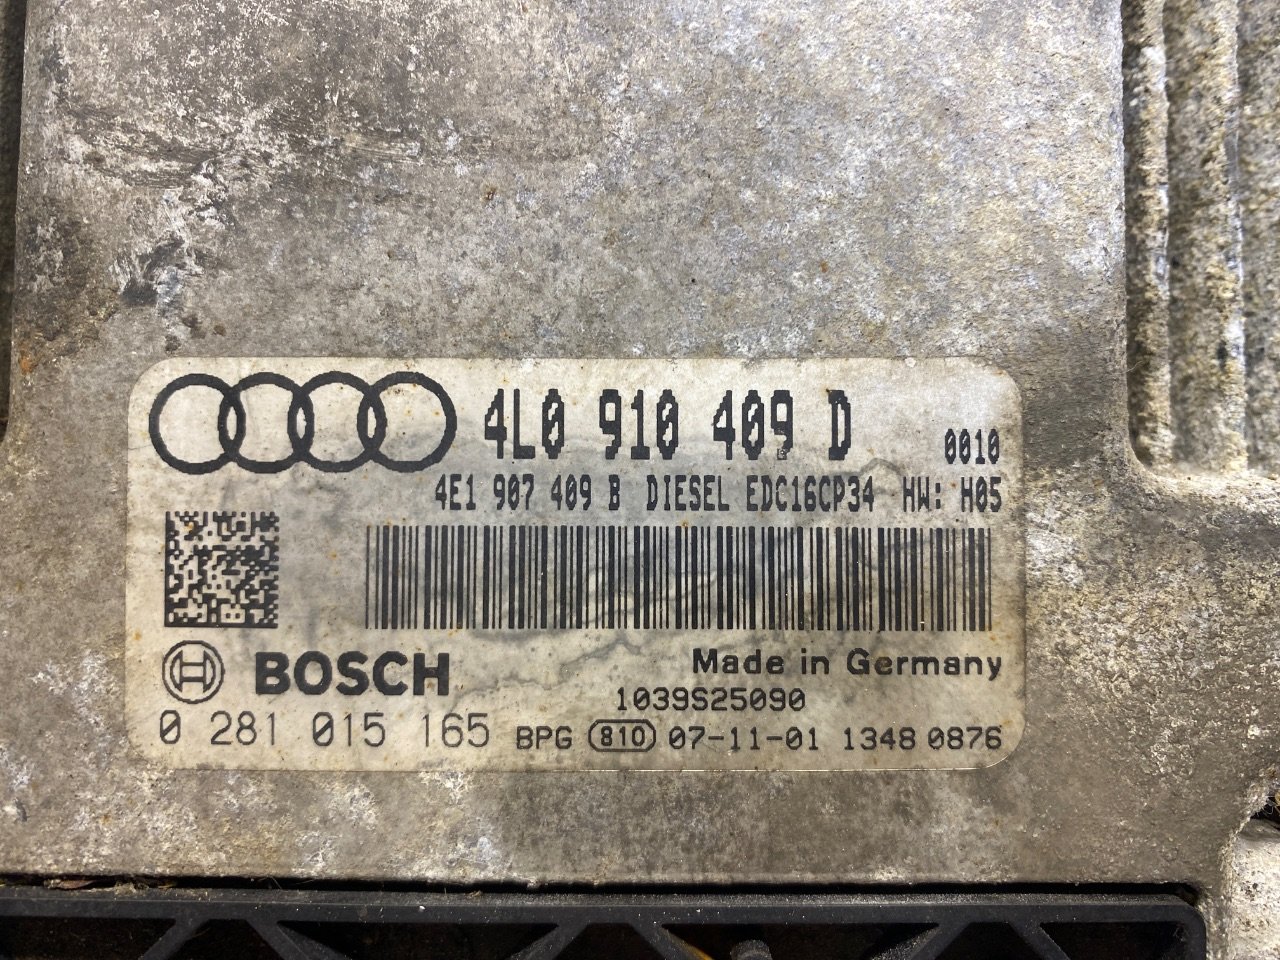 4L0 910 409 D 0010
4E1 907 409 B DIESEL EDC16CP34 HW: H05
BOSCH Made in Germany
1039S25090
0 281 015 165 BPG 810 07-11-01 1348 0876